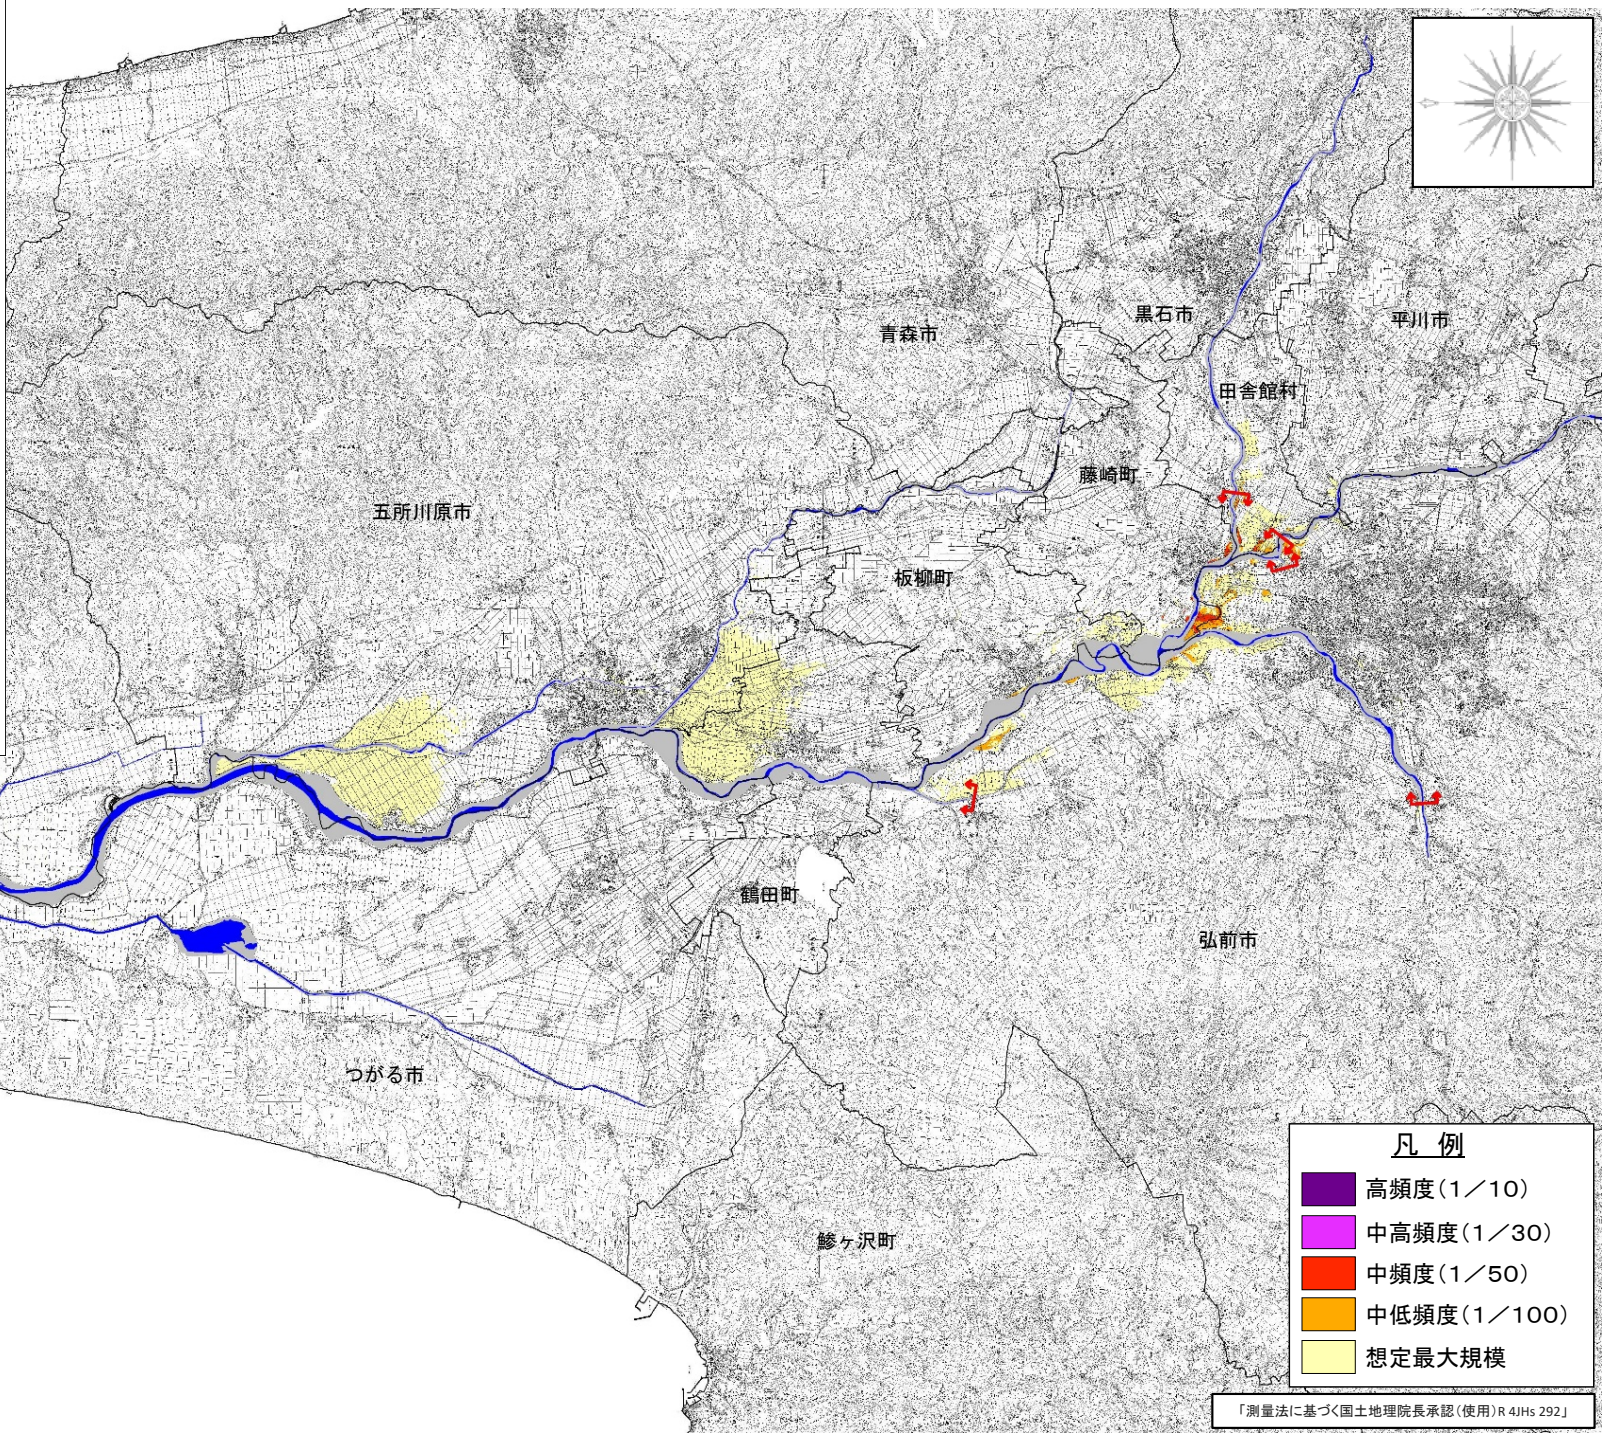 黒石市
平川市
青森市
田舎館村
藤崎町
五所川原市
板柳町
鶴田町
弘前市
つがる市
鰺ヶ沢町
凡 例
高頻度(1／10)
中高頻度(1／30)
中頻度(1／50)
中低頻度(1／100)
想定最大規模
「測量法に基づく国土地理院長承認(使用)R 4JHs 292」